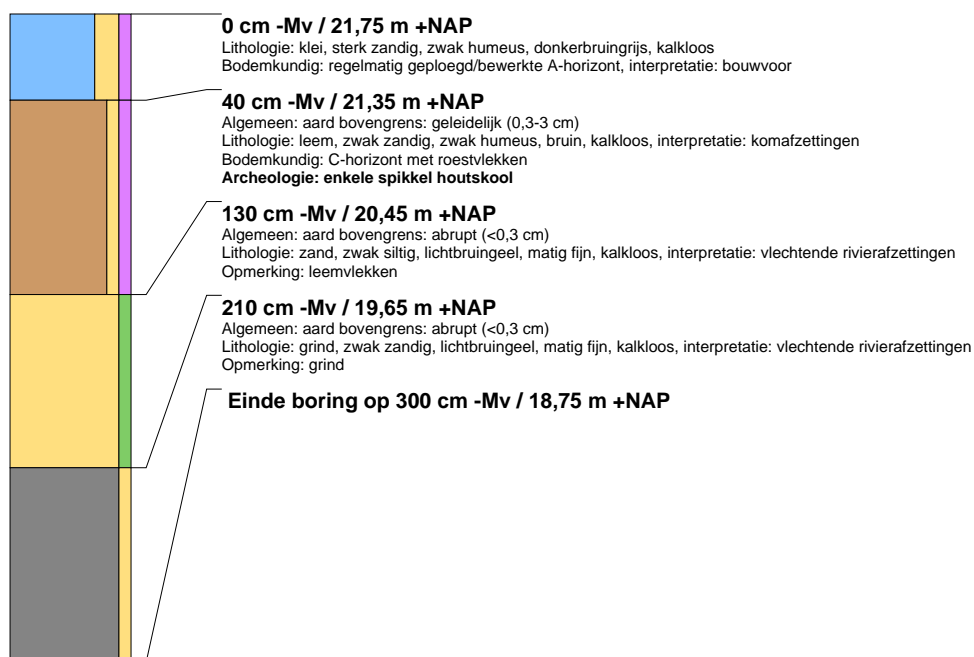 0 cm -Mv / 21,75 m +NAP
Lithologie: klei, sterk zandig, zwak humeus, donkerbruingrijs, kalkloos
Bodemkundig: regelmatig geploegd/bewerkte A-horizont, interpretatie: bouwvoor
40 cm -Mv / 21,35 m +NAP
Algemeen: aard bovengrens: geleidelijk (0,3-3 cm)
Lithologie: leem, zwak zandig, zwak humeus, bruin, kalkloos, interpretatie: komafzettingen
Bodemkundig: C-horizont met roestvlekken
Archeologie: enkele spikkel houtskool
130 cm -Mv / 20,45 m +NAP
Algemeen: aard bovengrens: abrupt (<0,3 cm)
Lithologie: zand, zwak siltig, lichtbruingeel, matig fijn, kalkloos, interpretatie: vlechtende rivierafzettingen
Opmerking: leemvlekken
210 cm -Mv / 19,65 m +NAP
Algemeen: aard bovengrens: abrupt (<0,3 cm)
Lithologie: grind, zwak zandig, lichtbruingeel, matig fijn, kalkloos, interpretatie: vlechtende rivierafzettingen
Opmerking: grind
Einde boring op 300 cm -Mv / 18,75 m +NAP